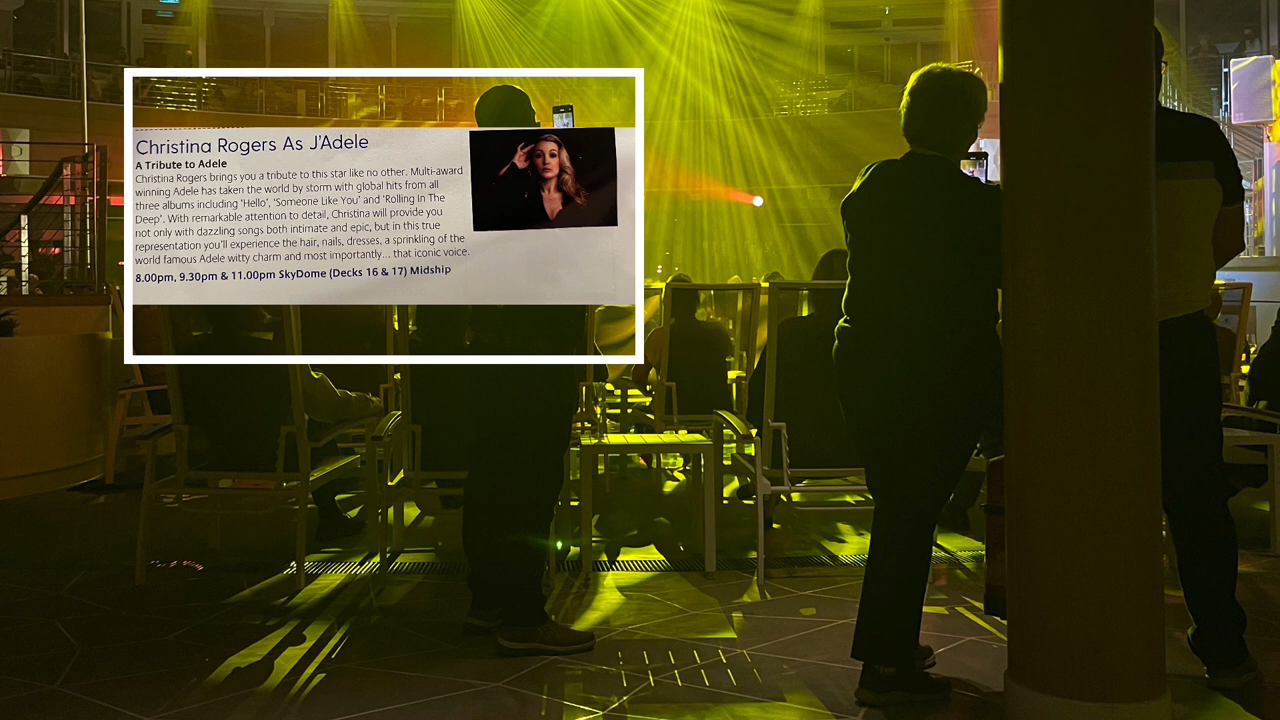 Christina Rogers As J'Adele
A Tribute to Adele
Christina Rogers brings you a tribute to this star like no other. Multi-award
winning Adele has taken the world by storm with global hits from all
three albums including 'Hello', 'Someone Like You' and 'Rolling In The
Deep'. With remarkable attention to detail, Christina will provide you
not only with dazzling songs both intimate and epic, but in this true
representation you'll experience the hair, nails, dresses, a sprinkling of the
world famous Adele witty charm and most importantly... that iconic voice.
8.00pm, 9.30pm & 11.00pm SkyDome (Decks 16 & 17) Midship